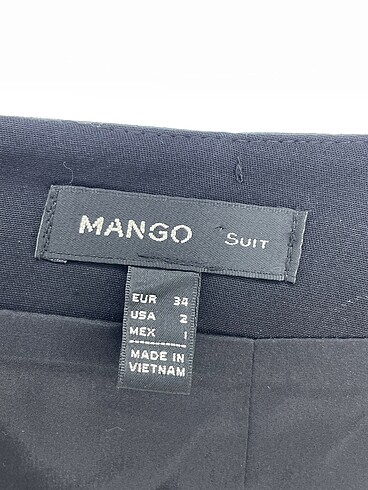 MANGO SUIT
EUR 34
USA 2
MEX 1
MADE IN
VIETNAM